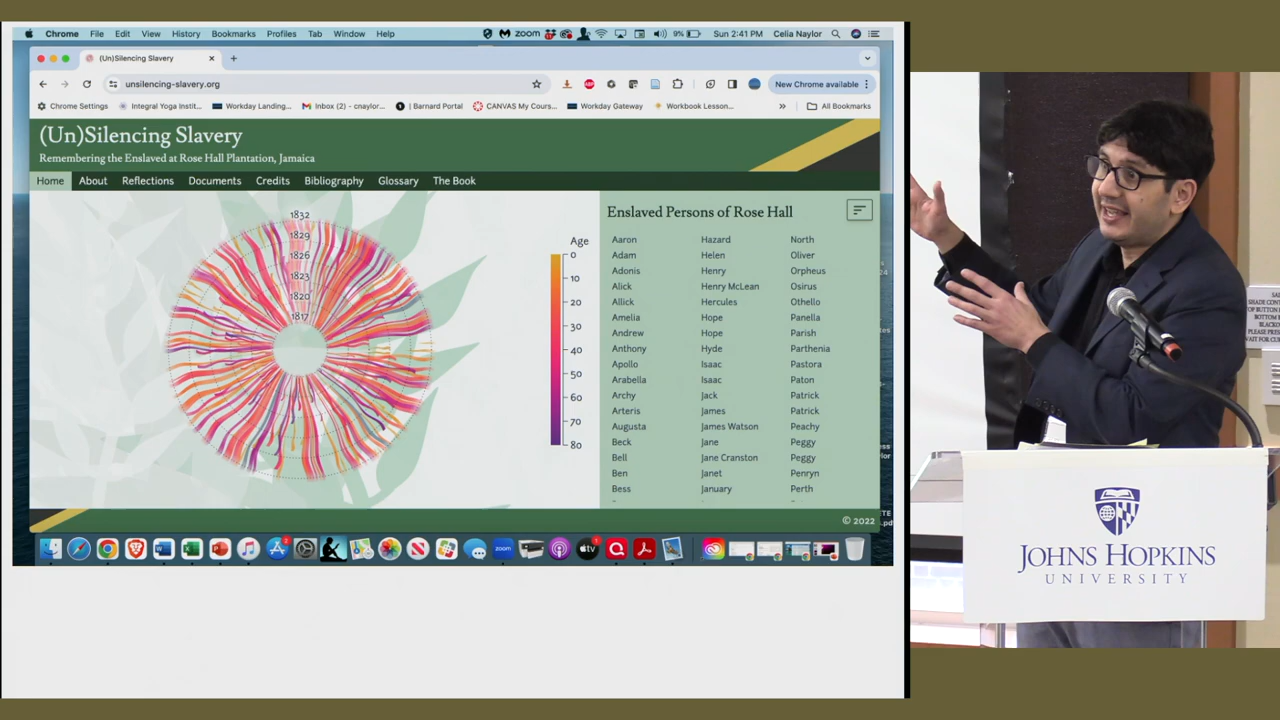 Chrome File Edit View History Bookmarks Profiles Tab Window Help zoom 9% Sun 2:41 PM Celia Naylor
(Un)Silencing Slavery
unsilencing-slavery.org New Chrome available
Chrome Settings Integral Yoga Instit... Workday Landing... Inbox (2) - cnaylor... | Barnard Portal CANVAS My Cours... Workday Gateway Workbook Lesson... » All Bookmarks
(Un)Silencing Slavery
Remembering the Enslaved at Rose Hall Plantation, Jamaica
Home About Reflections Documents Credits Bibliography Glossary The Book
1832
1829
1826
1823
1820
1817
Age
0
10
20
30
40
50
60
70
80
Enslaved Persons of Rose Hall
Aaron Hazard North
Adam Helen Oliver
Adonis Henry Orpheus
Alick Henry McLean Osirus
Allick Hercules Othello
Amelia Hope Panella
Andrew Hope Parish
Anthony Hyde Parthenia
Apollo Isaac Pastora
Arabella Isaac Paton
Archy Jack Patrick
Arteris James Patrick
Augusta James Watson Peachy
Beck Jane Peggy
Bell Jane Cranston Peggy
Ben Janet Penryn
Bess January Perth
© 2022
zoom
tv
JOHNS HOPKINS
UNIVERSITY